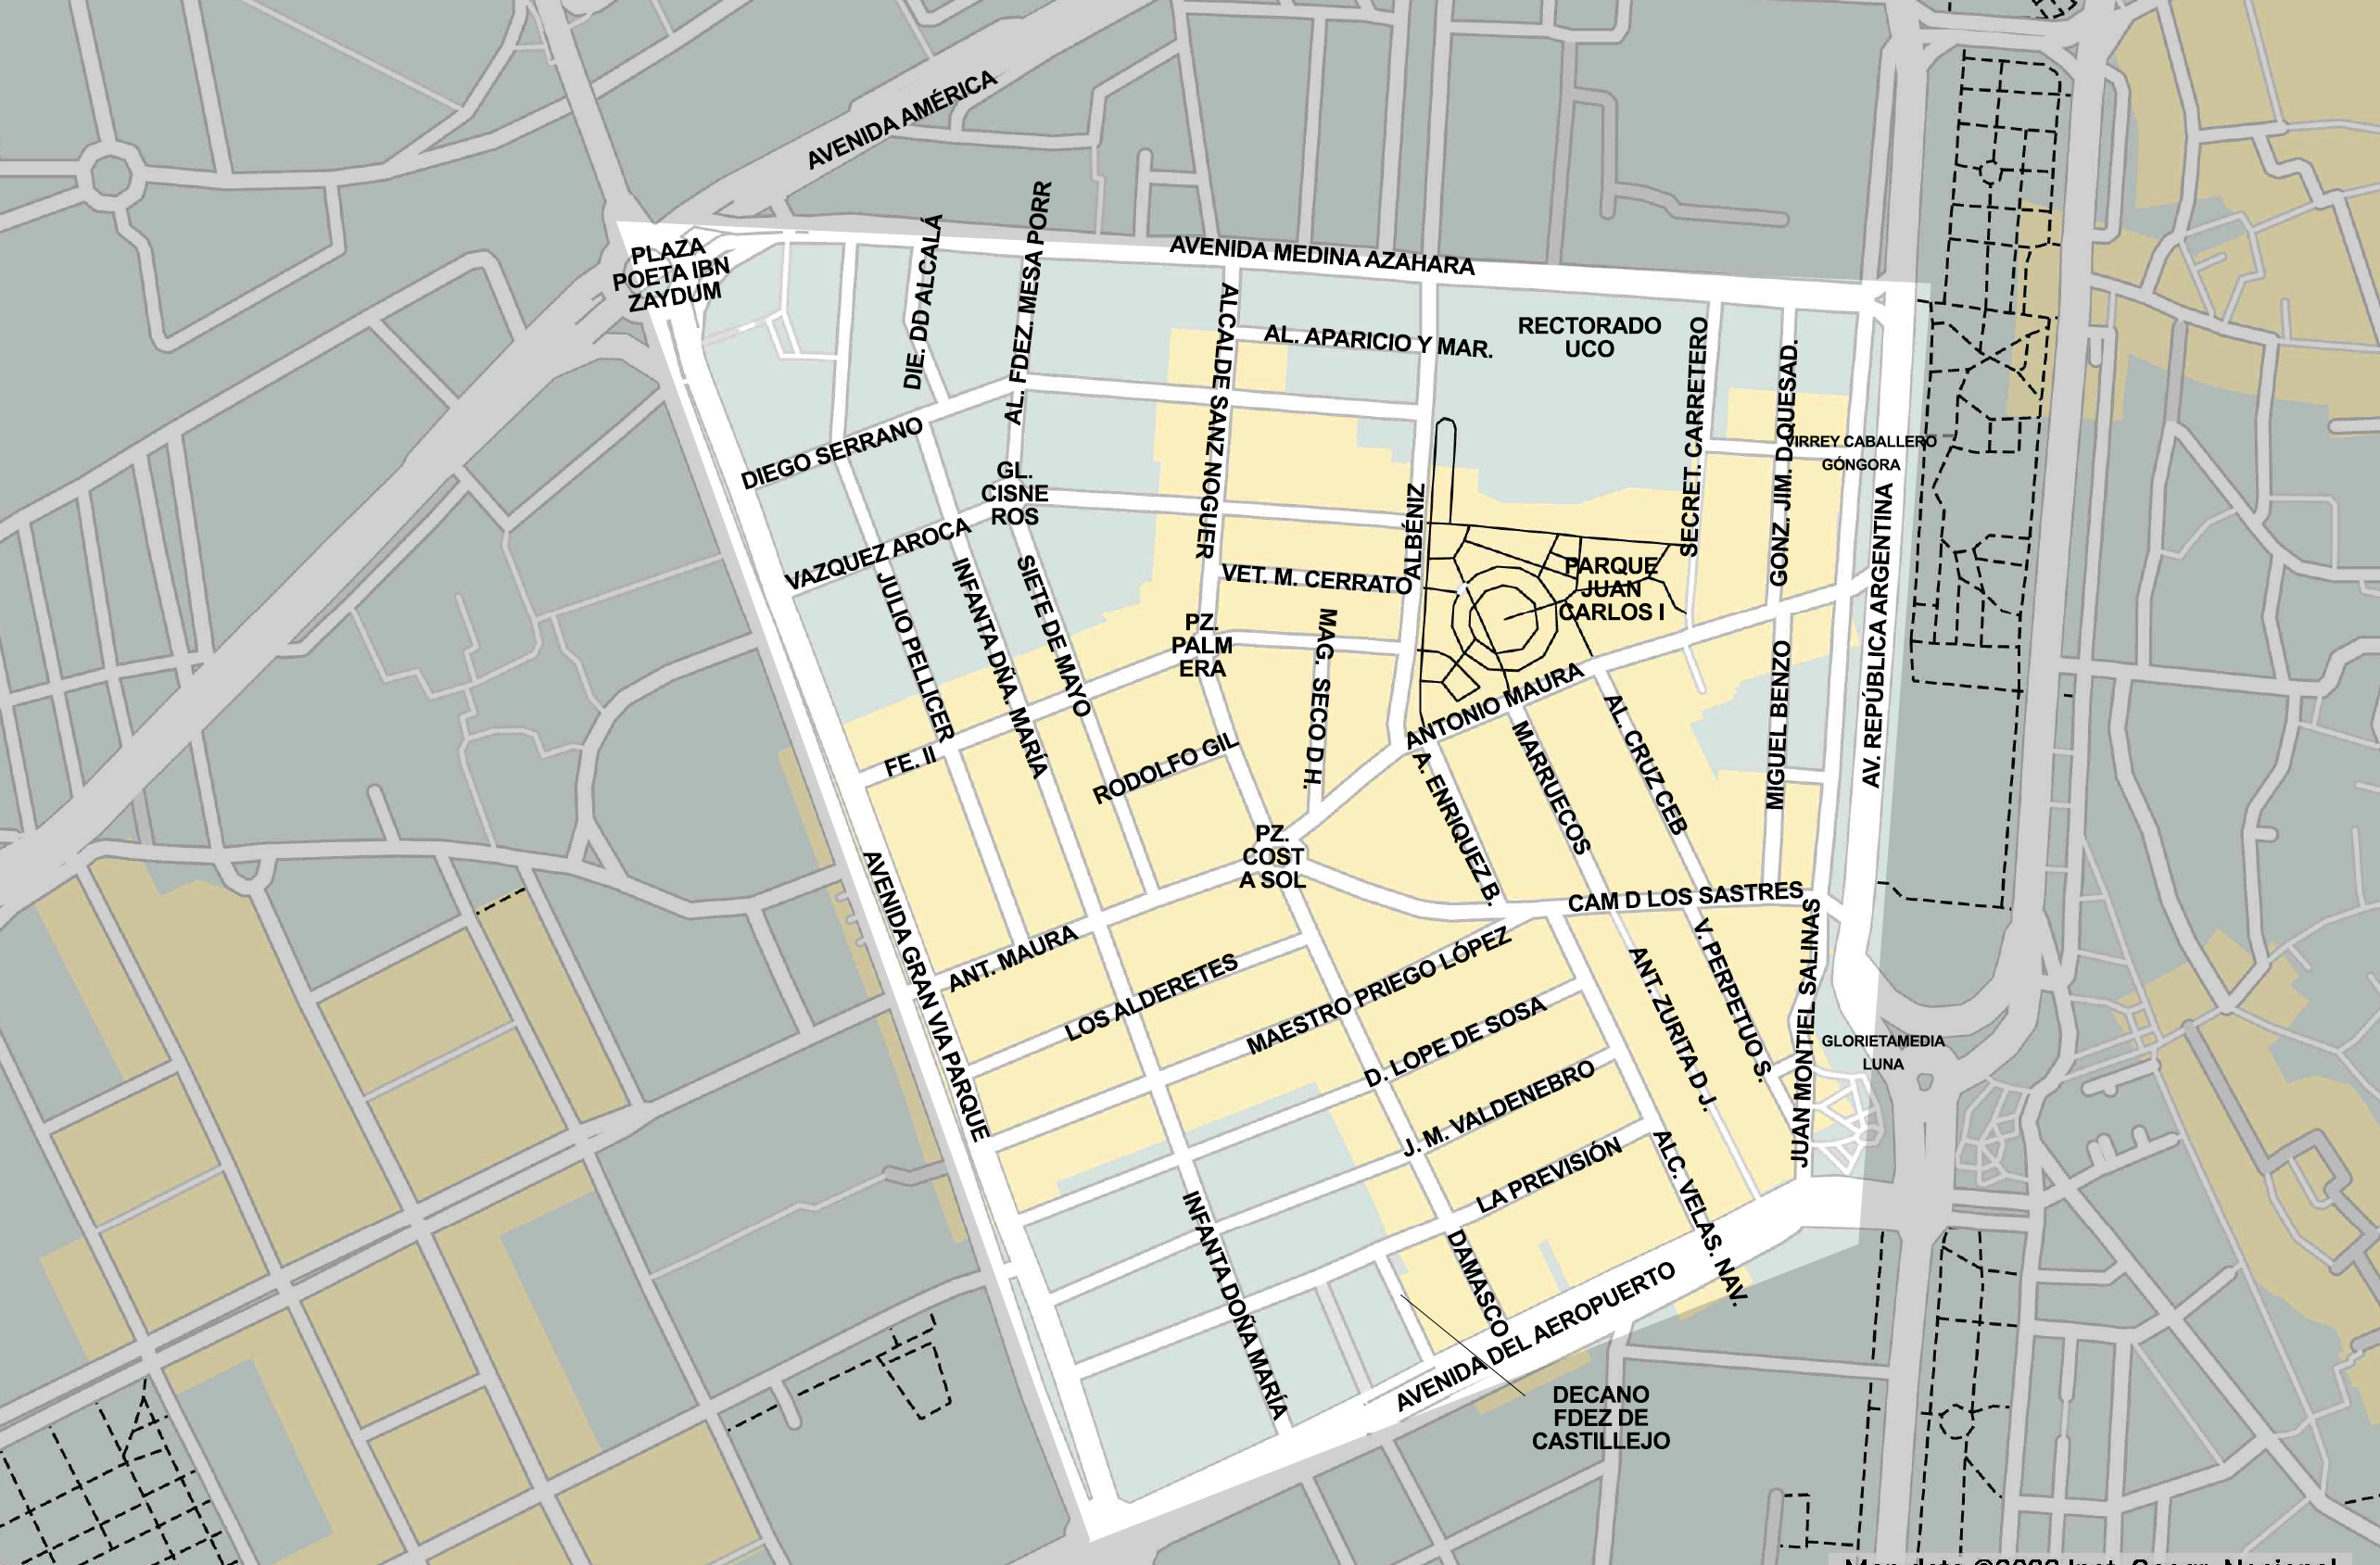 AVENIDA AMÉRICA
PLAZA
POETA IBN
ZAYDUM
DIE. DD ALCALÁ
AL. FDEZ. MESA PORR
AVENIDA MEDINA AZAHARA
ALCALDE SANZ NOGUER
AL. APARICIO Y MAR.
RECTORADO
UCO
SECRET. CARRETERO
GONZ. JIM. D QUESAD.
VIRREY CABALLERO
GÓNGORA
DIEGO SERRANO
GL.
CISNE
ROS
VAZQUEZ AROCA
ALBÉNIZ
AV. REPÚBLICA ARGENTINA
JULIO PELLICER
INFANTA DÑA. MARÍA
SIETE DE MAYO
VET. M. CERRATO
PARQUE
JUAN
CARLOS I
PZ.
PALM
ERA
MAG. SECO D H.
ANTONIO MAURA
MIGUEL BENZO
FE. II
RODOLFO GIL
A. ENRIQUEZ B.
MARRUECOS
AL. CRUZ CEB
PZ.
COST
A SOL
AVENIDA GRAN VIA PARQUE
CAM D LOS SASTRES
ANT. MAURA
LOS ALDERETES
MAESTRO PRIEGO LÓPEZ
D. LOPE DE SOSA
ANT. ZURITA D J.
V. PERPETUO S.
JUAN MONTIEL SALINAS
GLORIETAMEDIA
LUNA
J. M. VALDENEBRO
LA PREVISIÓN
ALC. VELAS. NAV.
INFANTA DOÑA MARÍA
DAMASCO
AVENIDA DEL AEROPUERTO
DECANO
FDEZ DE
CASTILLEJO